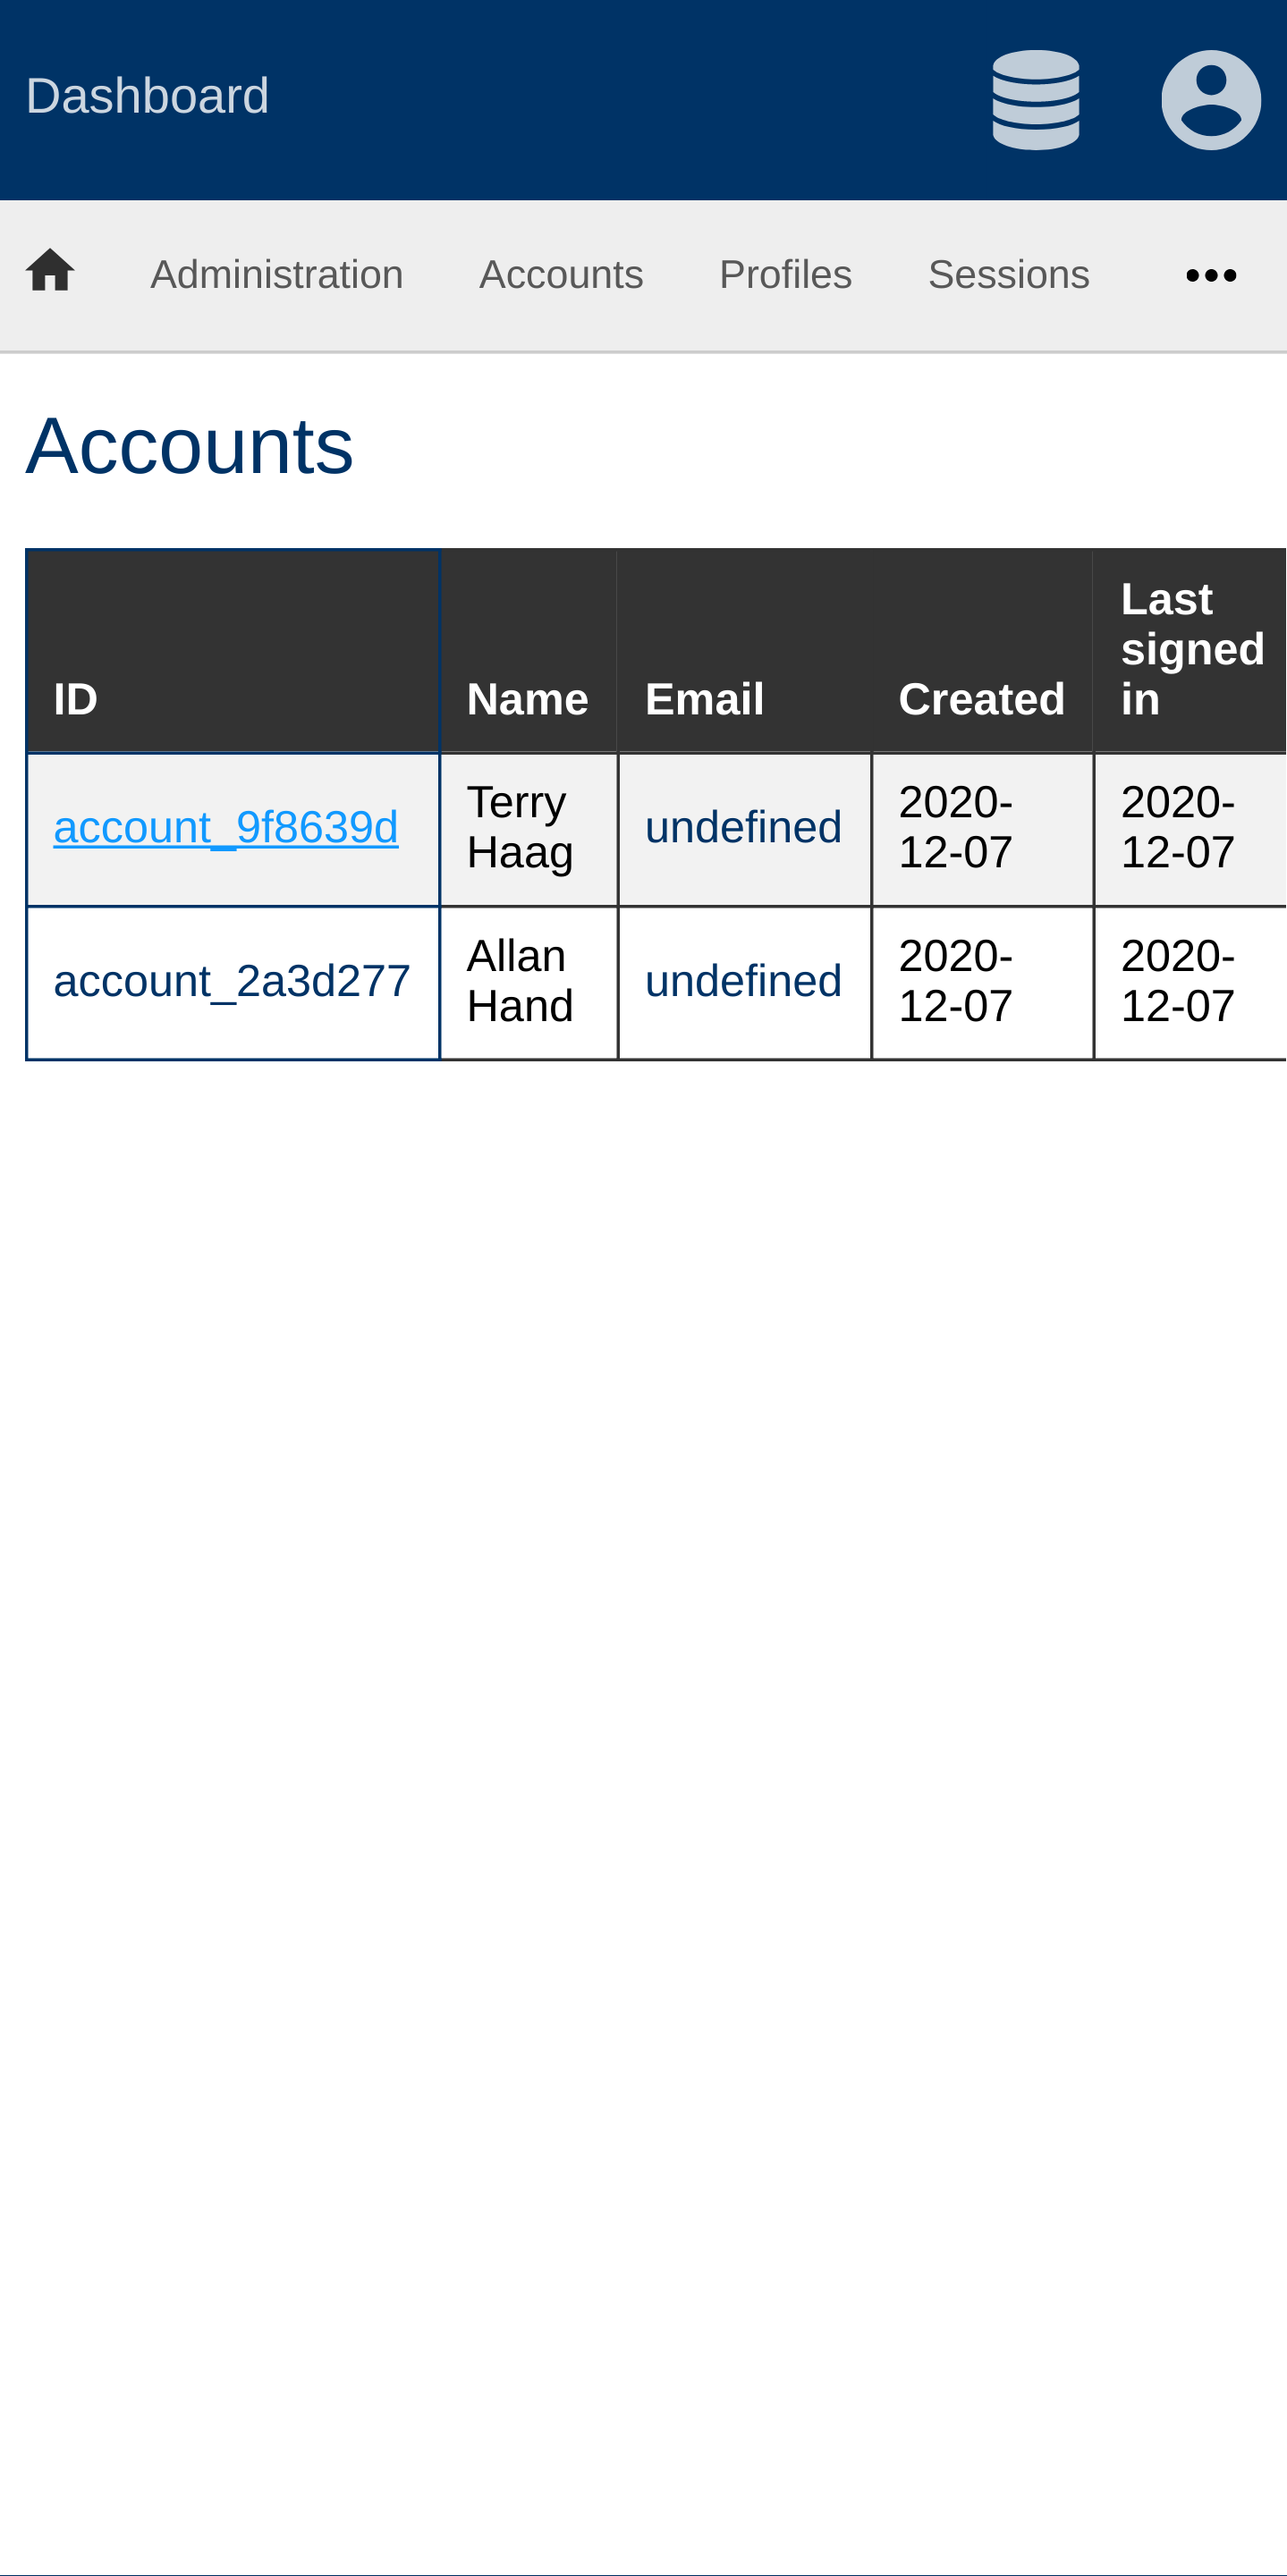 Dashboard
Administration Accounts Profiles Sessions •••
Accounts
ID Name Email Created Last signed in
account_9f8639d Terry Haag undefined 2020-12-07 2020-12-07
account_2a3d277 Allan Hand undefined 2020-12-07 2020-12-07